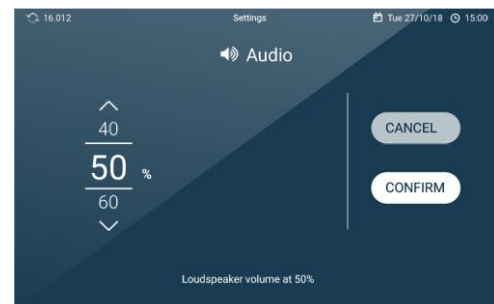 16.012
Settings
Tue 27/10/18 15:00
Audio
40
50 %
60
CANCEL
CONFIRM
Loudspeaker volume at 50%